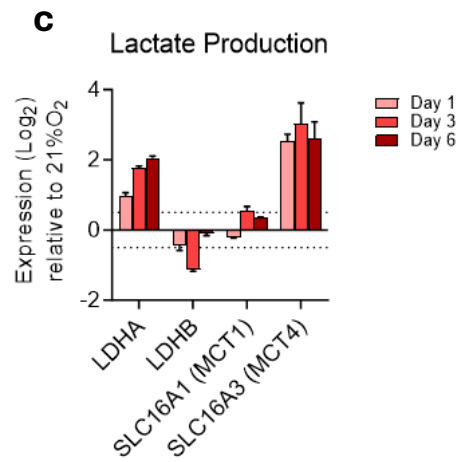 c
Lactate Production
Expression (Log2)
relative to 21%O2
4
2
0
-2
Day 1
Day 3
Day 6
LDHA
LDHB
SLC16A1 (MCT1)
SLC16A3 (MCT4)